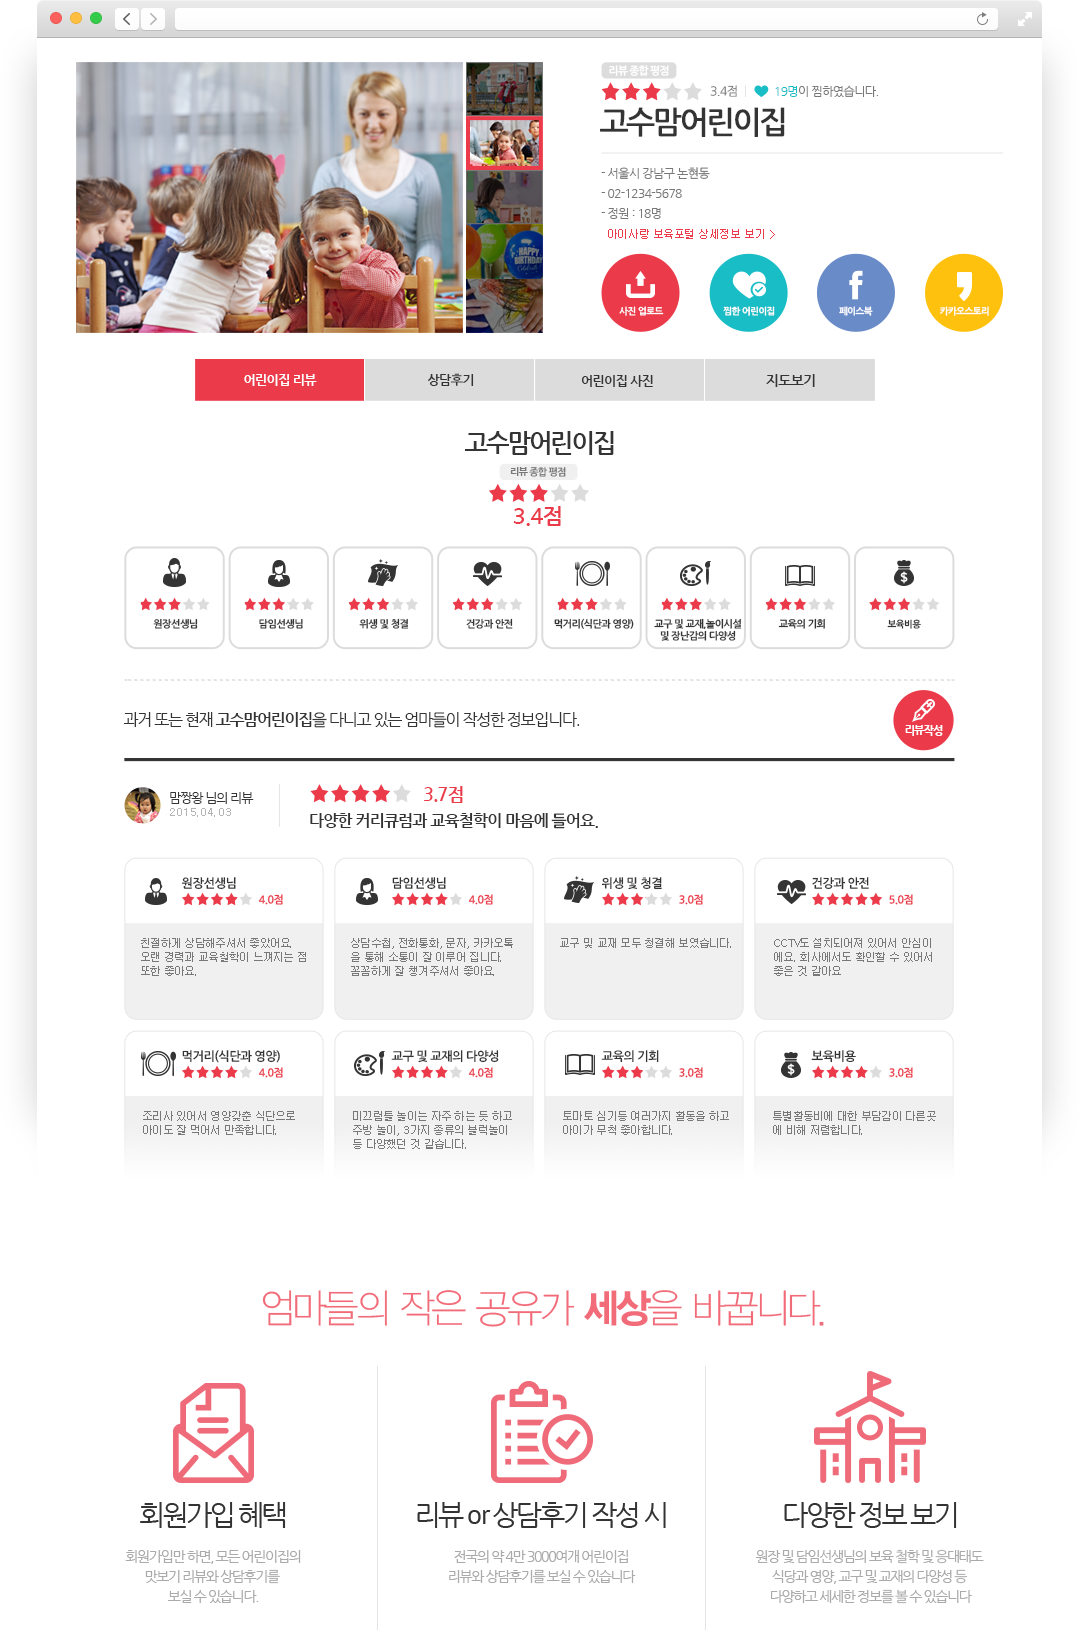 리뷰 종합 평점
3.4점 19명이 찜하였습니다.
고수맘어린이집
- 서울시 강남구 논현동
- 02-1234-5678
- 정원 : 18명
아이사랑 보육포털 상세정보 보기 >
사진 업로드
찜한 어린이집
페이스북
카카오스토리
HAPPY
BIRTHDAY
어린이집 리뷰
상담후기
어린이집 사진
지도보기
고수맘어린이집
리뷰 종합 평점
3.4점
원장선생님
담임선생님
위생 및 청결
건강과 안전
먹거리(식단과 영양)
교구 및 교재,놀이시설
및 장난감의 다양성
교육의 기회
보육비용
과거 또는 현재 고수맘어린이집을 다니고 있는 엄마들이 작성한 정보입니다.
리뷰작성
맘짱왕 님의 리뷰
2015.04.03
3.7점
다양한 커리큐럼과 교육철학이 마음에 들어요.
원장선생님
4.0점
친절하게 상담해주셔서 좋았어요.
오랜 경력과 교육철학이 느껴지는 점
또한 좋아요.
담임선생님
4.0점
상담수첩, 전화통화, 문자, 카카오톡
을 통해 소통이 잘 이루어 집니다.
꼼꼼하게 잘 챙겨주셔서 좋아요.
위생 및 청결
3.0점
교구 및 교재 모두 청결해 보였습니다.
건강과 안전
5.0점
CCTV도 설치되어져 있어서 안심이
에요. 회사에서도 확인할 수 있어서
좋은 것 같아요
먹거리(식단과 영양)
4.0점
조리사 있어서 영양갖춘 식단으로
아이도 잘 먹어서 만족합니다.
교구 및 교재의 다양성
4.0점
미끄럼틀 놀이는 자주 하는 듯 하고
주방 놀이, 3가지 종류의 블럭놀이
등 다양했던 것 같습니다.
교육의 기회
3.0점
토마토 심기등 여러가지 활동을 하고
아이가 무척 좋아합니다.
보육비용
3.0점
특별활동비에 대한 부담감이 다른곳
에 비해 저렴합니다.
엄마들의 작은 공유가 세상을 바꿉니다.
회원가입 혜택
회원가입만 하면, 모든 어린이집의
맛보기 리뷰와 상담후기를
보실 수 있습니다.
리뷰 or 상담후기 작성 시
전국의 약 4만 3000여개 어린이집
리뷰와 상담후기를 보실 수 있습니다
다양한 정보 보기
원장 및 담임선생님의 보육 철학 및 응대태도
식당과 영양, 교구 및 교재의 다양성 등
다양하고 세세한 정보를 볼 수 있습니다